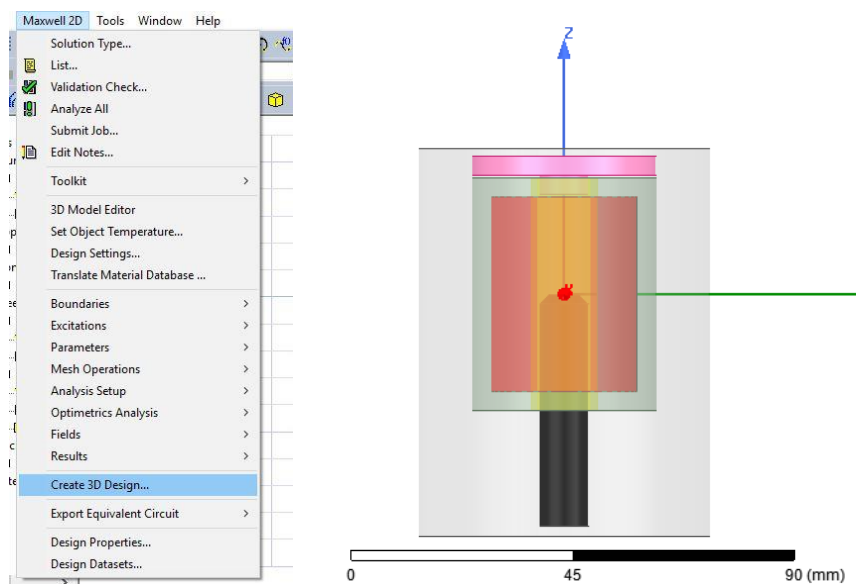 Maxwell 2D Tools Window Help
Solution Type...
List...
Validation Check...
Analyze All
Submit Job...
Edit Notes...
Toolkit
3D Model Editor
Set Object Temperature...
Design Settings...
Translate Material Database ...
Boundaries
Excitations
Parameters
Mesh Operations
Analysis Setup
Optimetrics Analysis
Fields
Results
Create 3D Design...
Export Equivalent Circuit
Design Properties...
Design Datasets...
Z
0 45 90 (mm)